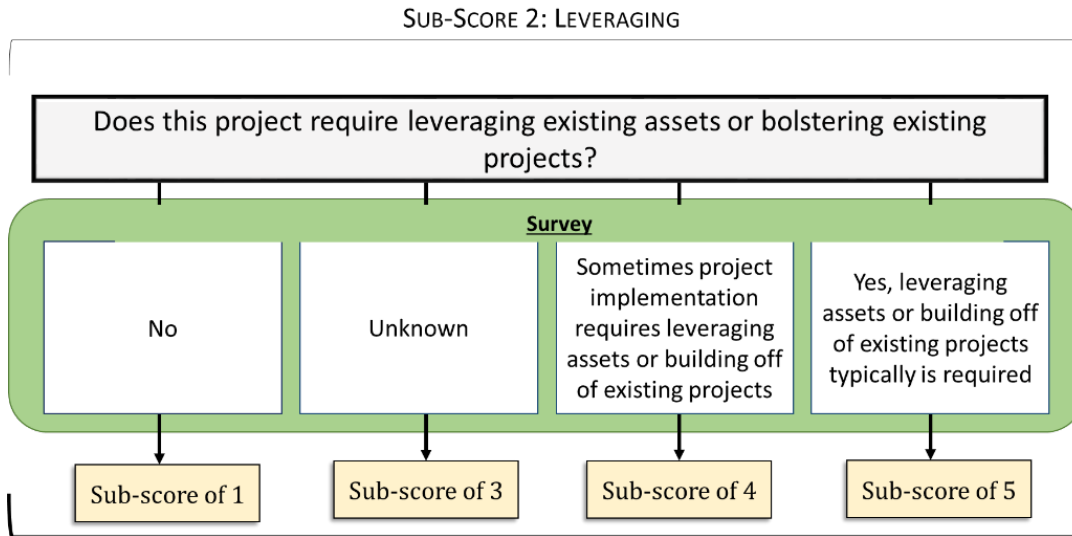 SUB-SCORE 2: LEVERAGING
Does this project require leveraging existing assets or bolstering existing
projects?
Survey
No
Unknown
Sometimes project
implementation
requires leveraging
assets or building off
of existing projects
Yes, leveraging
assets or building off
of existing projects
typically is required
Sub-score of 1
Sub-score of 3
Sub-score of 4
Sub-score of 5